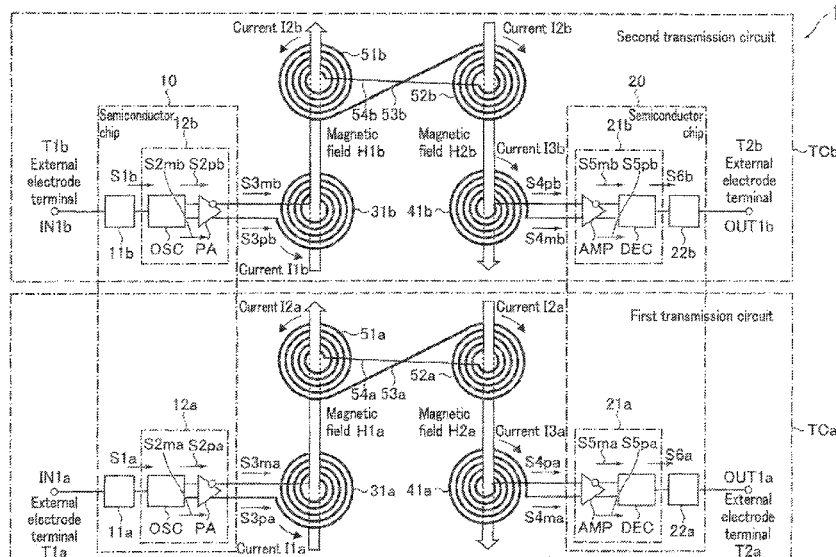 1
Current I2b
Current I2b
Second transmission circuit
51b
10
20
52b
54b
53b
Semiconductor chip
12b
Semiconductor chip
21b
Magnetic field H1b
Magnetic field H2b
T1b
External electrode terminal
IN1b
S1b
S2mb
S2pb
S3mb
S3pb
Current I3b
S4pb
S4mb
S5mb
S5pb
S6b
T2b
External electrode terminal
OUT1b
TCb
31b
41b
11b
OSC
PA
AMP
DEC
22b
Current I1b
Current I2a
Current I2a
First transmission circuit
51a
52a
54a
53a
12a
21a
Magnetic field H1a
Magnetic field H2a
Current I3a
S1a
S2ma
S2pa
S3ma
S3pa
S4pa
S4ma
S5ma
S5pa
S6a
TCa
IN1a
External electrode terminal
T1a
31a
41a
OUT1a
External electrode terminal
T2a
11a
OSC
PA
AMP
DEC
22a
Current I1a